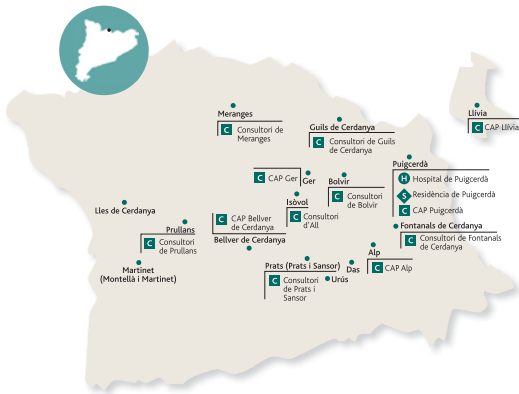 Meranges
C Consultori de
Meranges
Guils de Cerdanya
C Consultori de Guils
de Cerdanya
Llívia
C CAP Llívia
Puigcerdà
H Hospital de Puigcerdà
S Residència de Puigcerdà
C CAP Puigcerdà
C CAP Ger
Ger
Bolvir
C Consultori
de Bolvir
Isòvol
C Consultori
d'All
Lles de Cerdanya
Prullans
C Consultori
de Prullans
C CAP Bellver
de Cerdanya
Bellver de Cerdanya
Fontanals de Cerdanya
C Consultori de Fontanals
de Cerdanya
Alp
C CAP Alp
Martinet
(Montellà i Martinet)
Prats (Prats i Sansor)
C Consultori
de Prats i
Sansor
Das
Urús